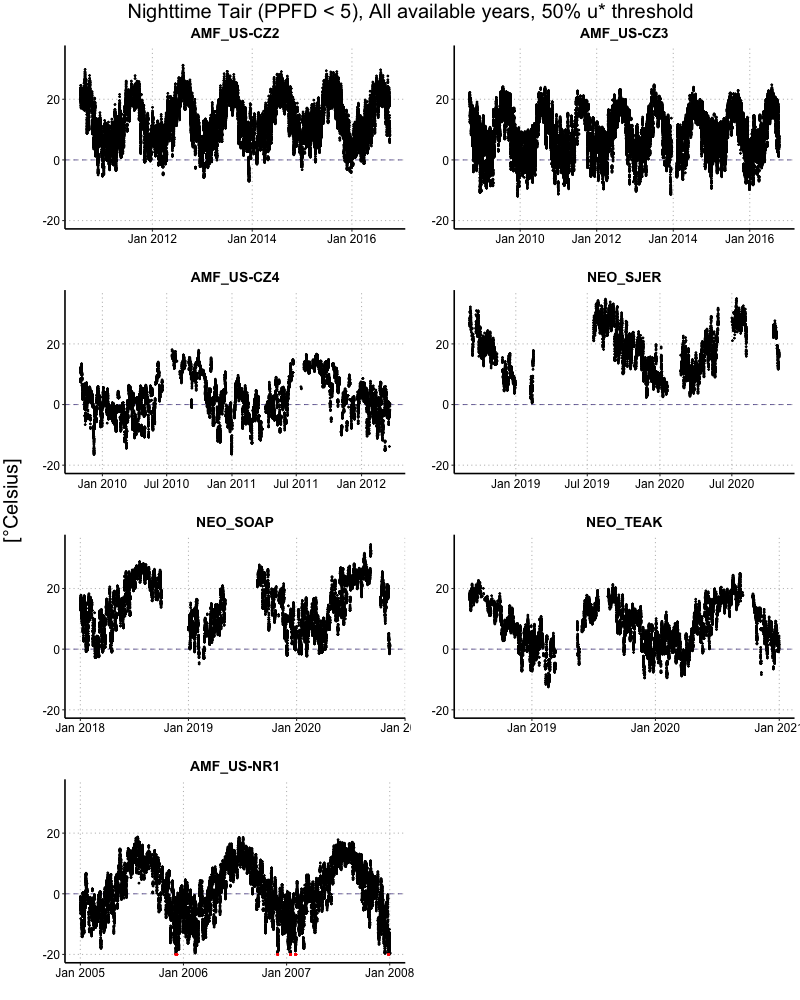 Nighttime Tair (PPFD < 5), All available years, 50% u* threshold
AMF_US-CZ2
AMF_US-CZ3
20
0
-20
Jan 2012 Jan 2014 Jan 2016
20
0
-20
Jan 2010 Jan 2012 Jan 2014 Jan 2016
AMF_US-CZ4
NEO_SJER
20
0
-20
Jan 2010 Jul 2010 Jan 2011 Jul 2011 Jan 2012
20
0
-20
Jan 2019 Jul 2019 Jan 2020 Jul 2020
[°Celsius]
NEO_SOAP
NEO_TEAK
20
0
-20
Jan 2018 Jan 2019 Jan 2020 Jan 2
20
0
-20
Jan 2019 Jan 2020 Jan 2021
AMF_US-NR1
20
0
-20
Jan 2005 Jan 2006 Jan 2007 Jan 2008